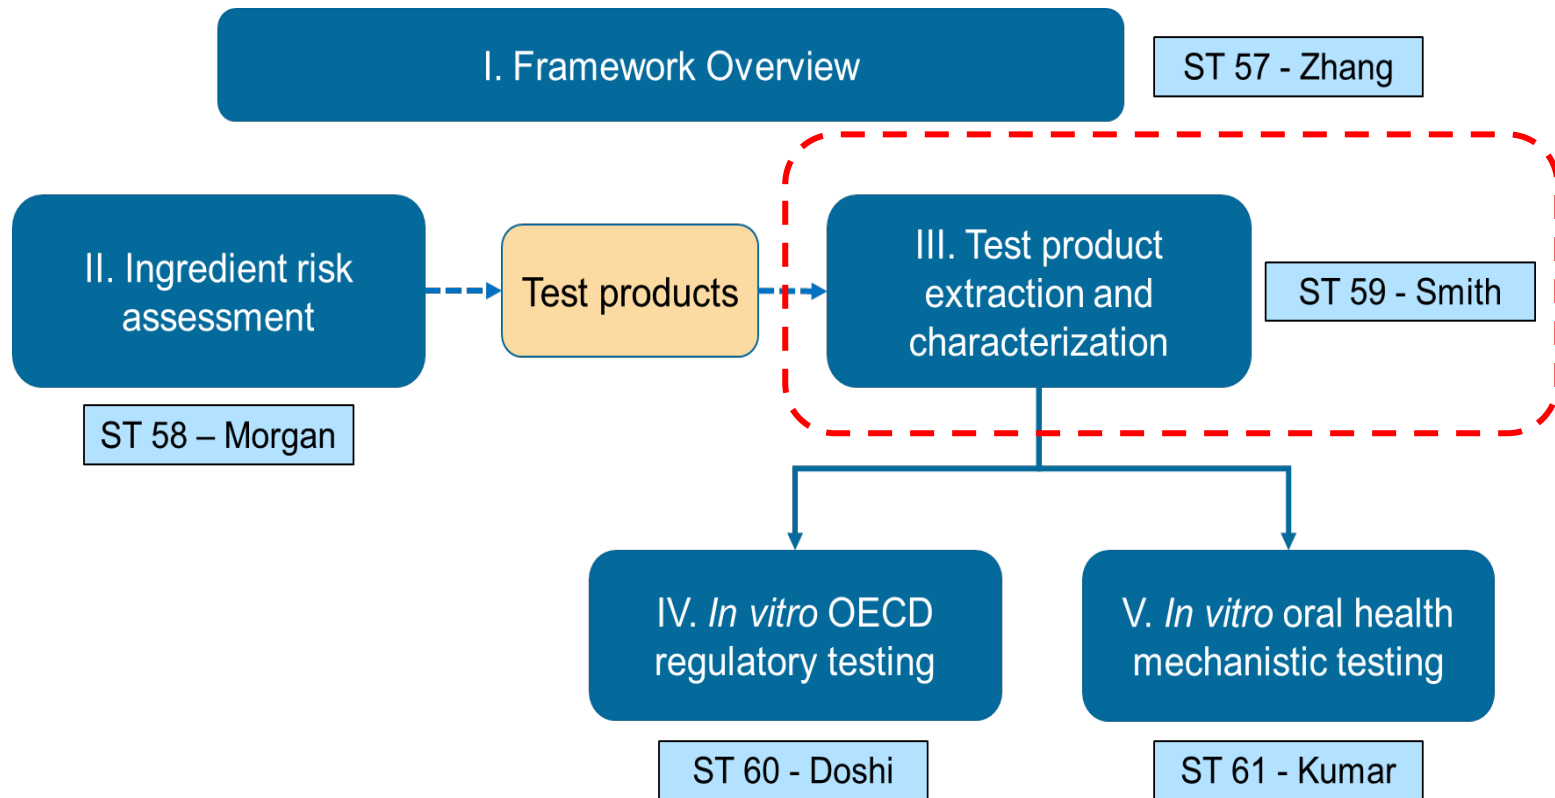 I. Framework Overview
ST 57 - Zhang
II. Ingredient risk
assessment
ST 58 – Morgan
Test products
III. Test product
extraction and
characterization
ST 59 - Smith
IV. In vitro OECD
regulatory testing
ST 60 - Doshi
V. In vitro oral health
mechanistic testing
ST 61 - Kumar